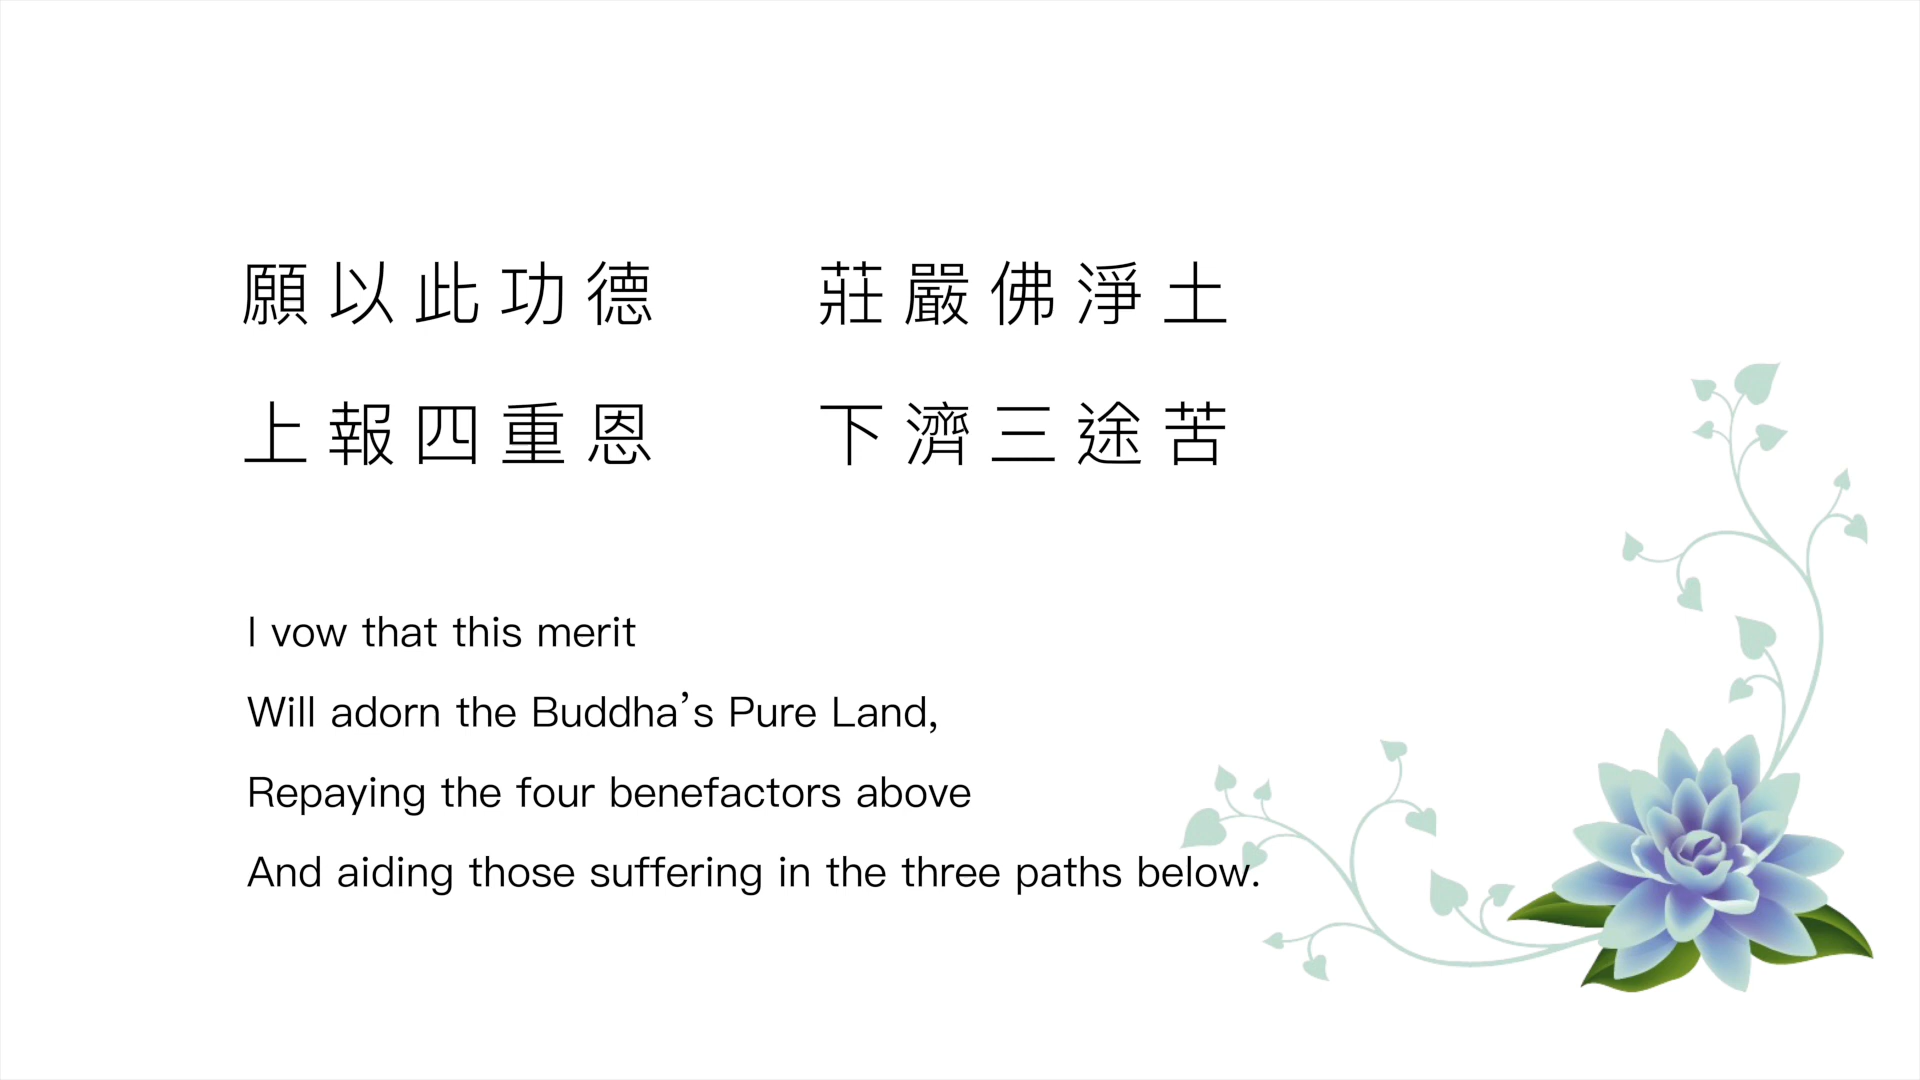 願以此功德 莊嚴佛淨土
上報四重恩 下濟三途苦
I vow that this merit
Will adorn the Buddha’s Pure Land,
Repaying the four benefactors above
And aiding those suffering in the three paths below.